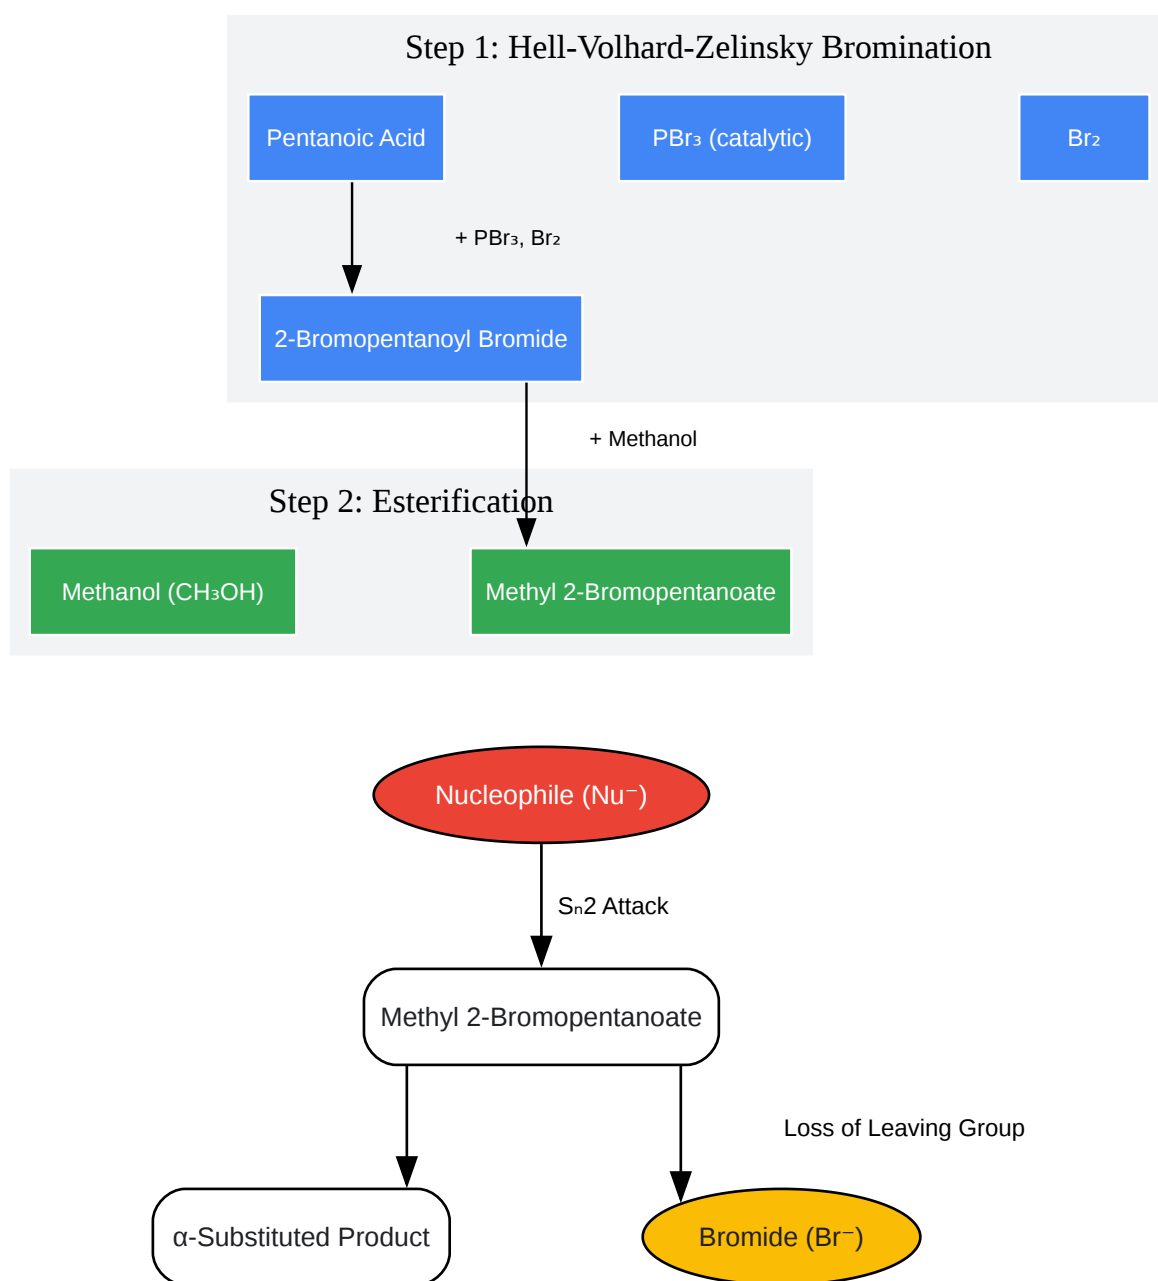 Step 1: Hell-Volhard-Zelinsky Bromination
Pentanoic Acid
PBr₃ (catalytic)
Br₂
+ PBr₃, Br₂
2-Bromopentanoyl Bromide
+ Methanol
Step 2: Esterification
Methanol (CH₃OH)
Methyl 2-Bromopentanoate
Nucleophile (Nu⁻)
Sₙ2 Attack
Methyl 2-Bromopentanoate
Loss of Leaving Group
α-Substituted Product
Bromide (Br⁻)